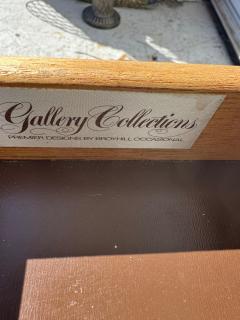 Gallery Collections
PREMIER DESIGNS BY BROYHILL OCCASIONAL